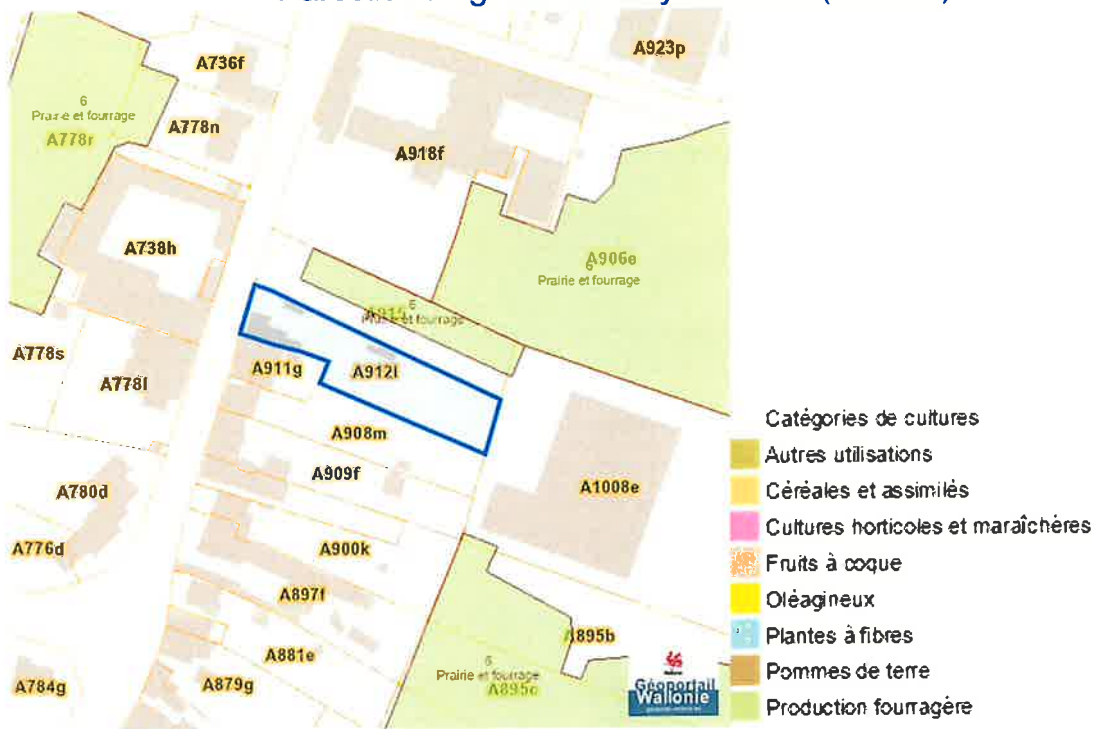 A923p
A736f
6
Prairie et fourrage
A778r
A778n
A918f
A738h
A906e
6
Prairie et fourrage
6
Prairie et fourrage
A778s
A911g
A912l
A778l
Catégories de cultures
A908m
Autres utilisations
A909f
A780d
A1008e
Céréales et assimilés
Cultures horticoles et maraîchères
A776d
A900k
Fruits à coque
A897f
Oléagineux
A895b
Plantes à fibres
A881e
6
Prairie et fourrage
A895c
A784g
A879g
Géoportail
Wallonie
Pommes de terre
Production fourragère